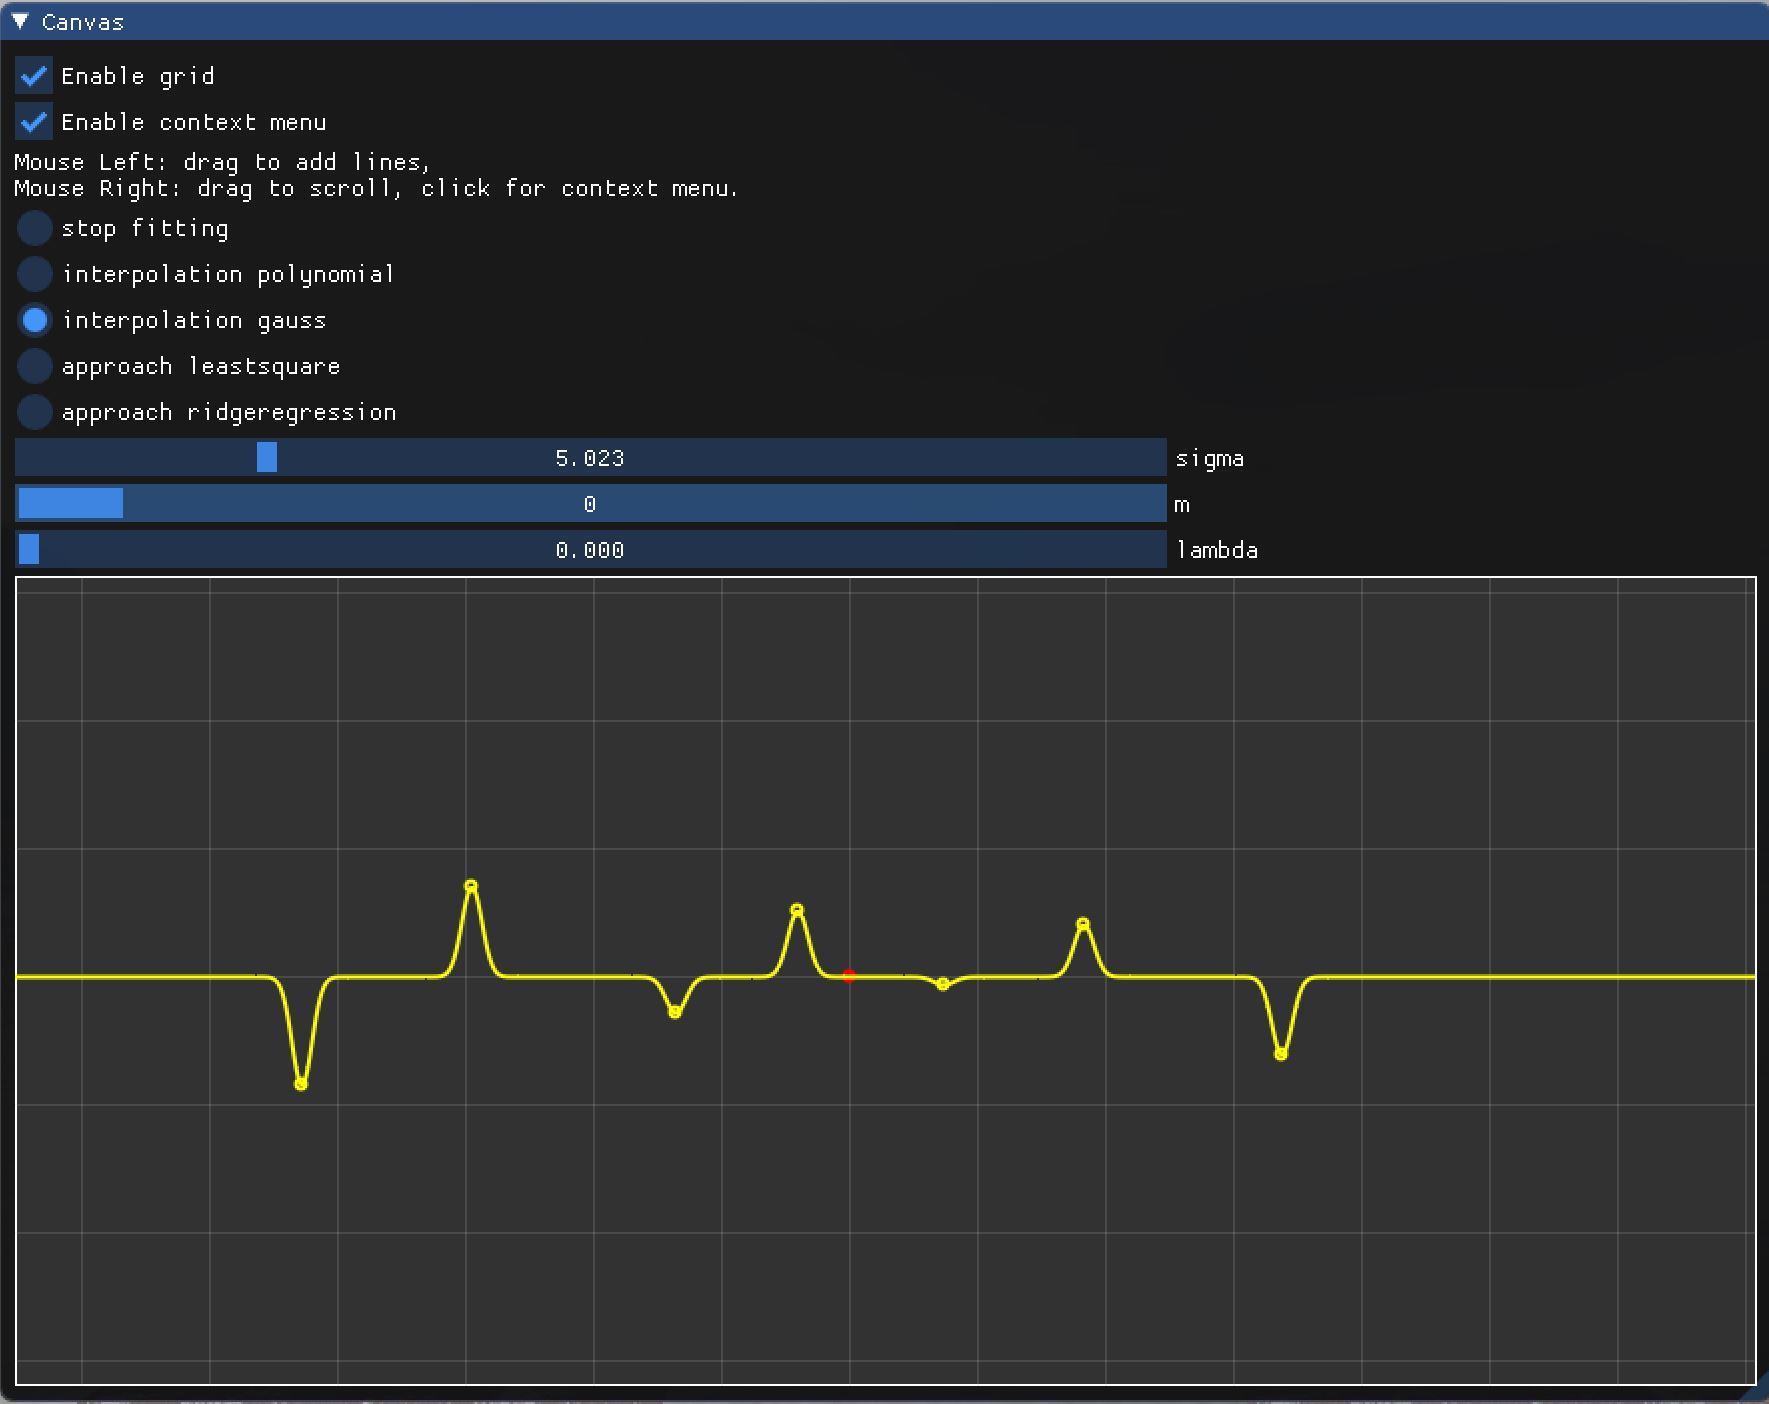 Canvas
Enable grid
Enable context menu
Mouse Left: drag to add lines,
Mouse Right: drag to scroll, click for context menu.
stop fitting
interpolation polynomial
interpolation gauss
approach leastsquare
approach ridgeregression
5.023 sigma
0 m
0.000 lambda